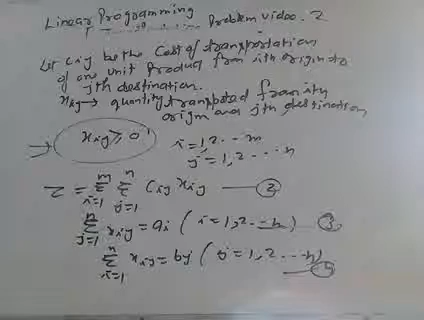 Linear Programming
Problem video. 2
Let Cij be the Cost of transportation
of one unit Product from ith origin to
jth destination.
xij → quantity transported from ith
origin and jth destination
→ xij ≥ 0 i = 1,2 -- m
j = 1,2 ---- n
Z = m∑i=1 n∑j=1 Cij xij — ②
n∑j=1 xij = ai ( i = 1,2 -- n ) — ③
n∑i=1 xij = bj ( j = 1,2 ... n)